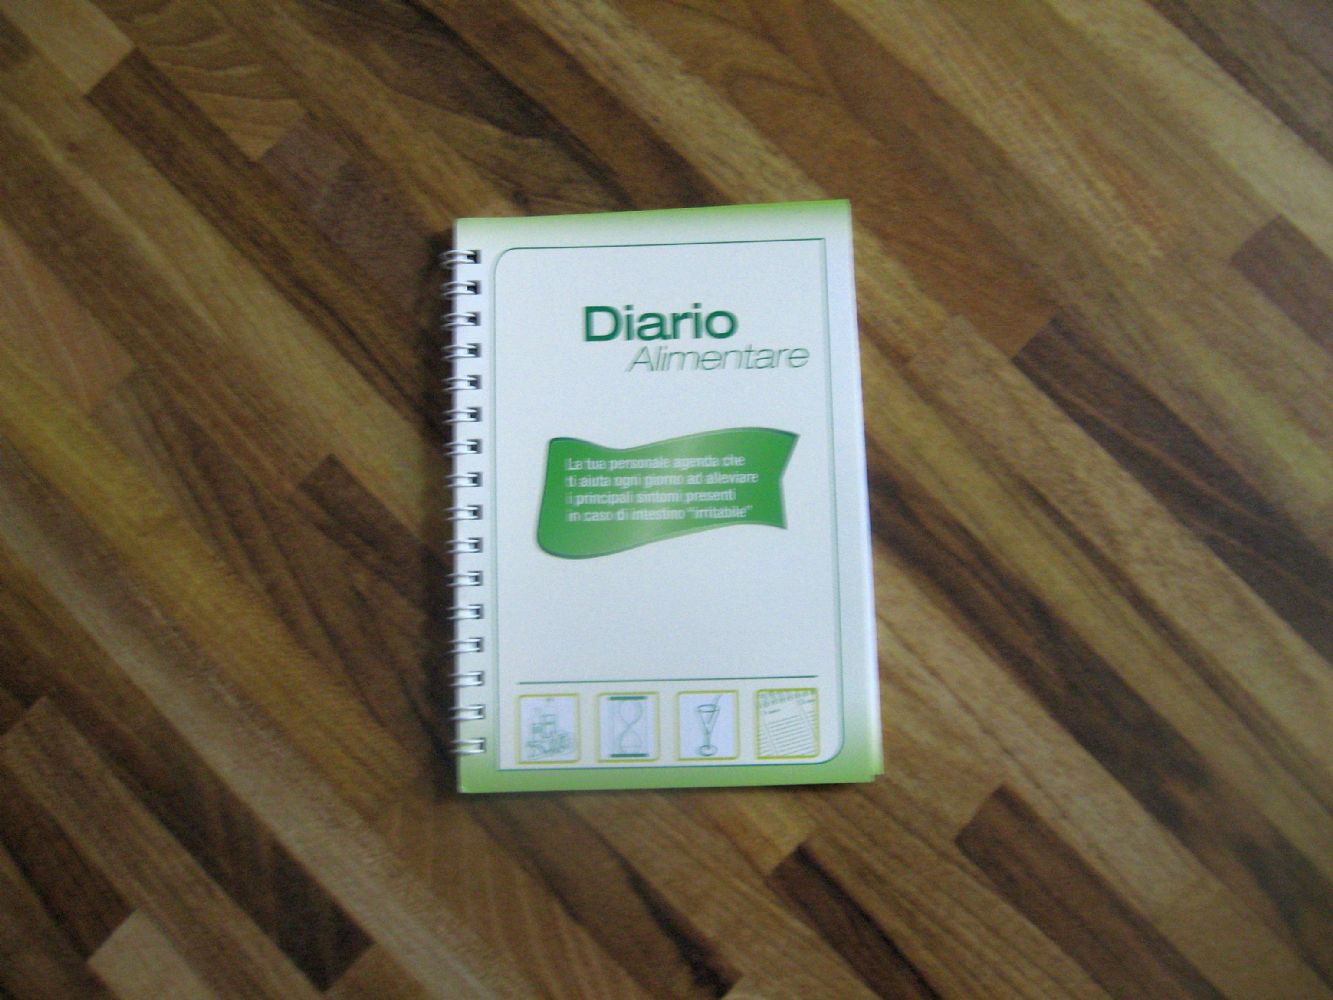 Diario
Alimentare
La tua personale agenda che
ti aiuta ogni giorno ad alleviare
i principali sintomi presenti
in caso di intestino "irritabile"